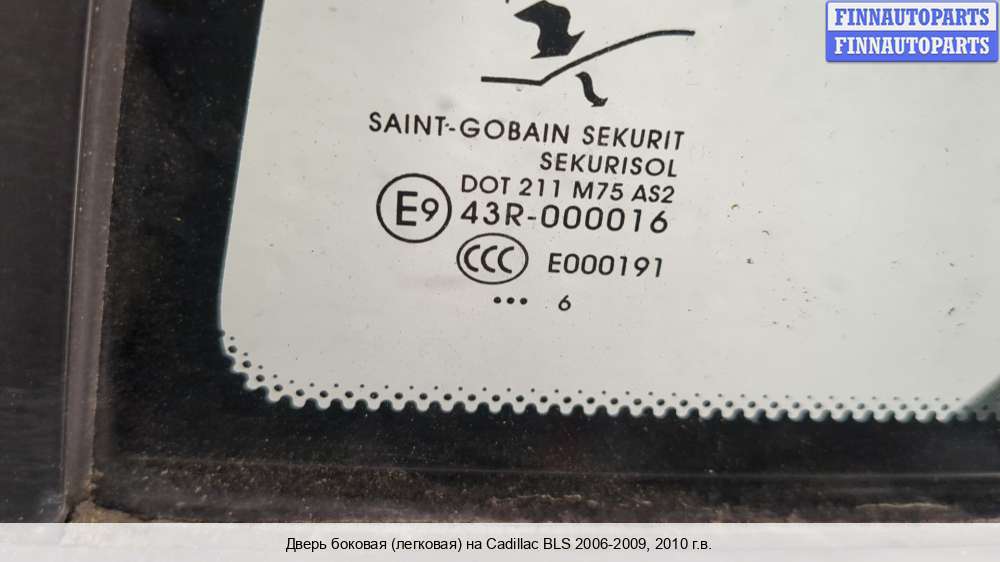 FINNAUTOPARTS
FINNAUTOPARTS
SAINT-GOBAIN SEKURIT
SEKURISOL
DOT 211 M75 AS2
E9 43R-000016
CCC E000191
••• 6
Дверь боковая (легковая) на Cadillac BLS 2006-2009, 2010 г.в.